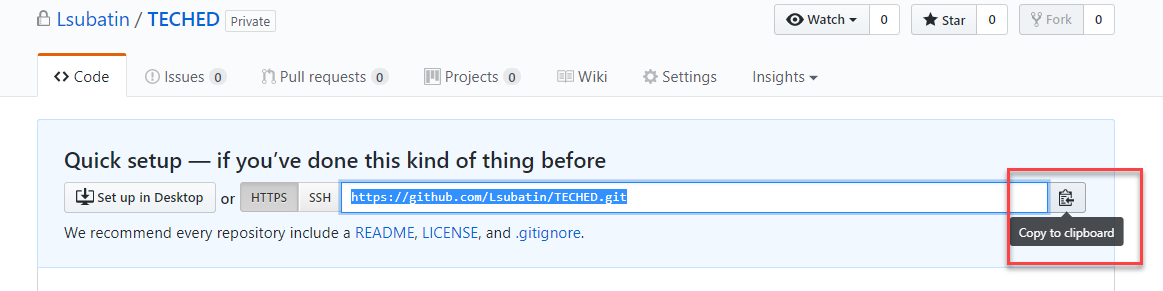 Lsubatin / TECHED Private
Watch 0 Star 0 Fork 0
Code Issues 0 Pull requests 0 Projects 0 Wiki Settings Insights
Quick setup — if you’ve done this kind of thing before
Set up in Desktop or HTTPS SSH https://github.com/Lsubatin/TECHED.git
Copy to clipboard
We recommend every repository include a README, LICENSE, and .gitignore.